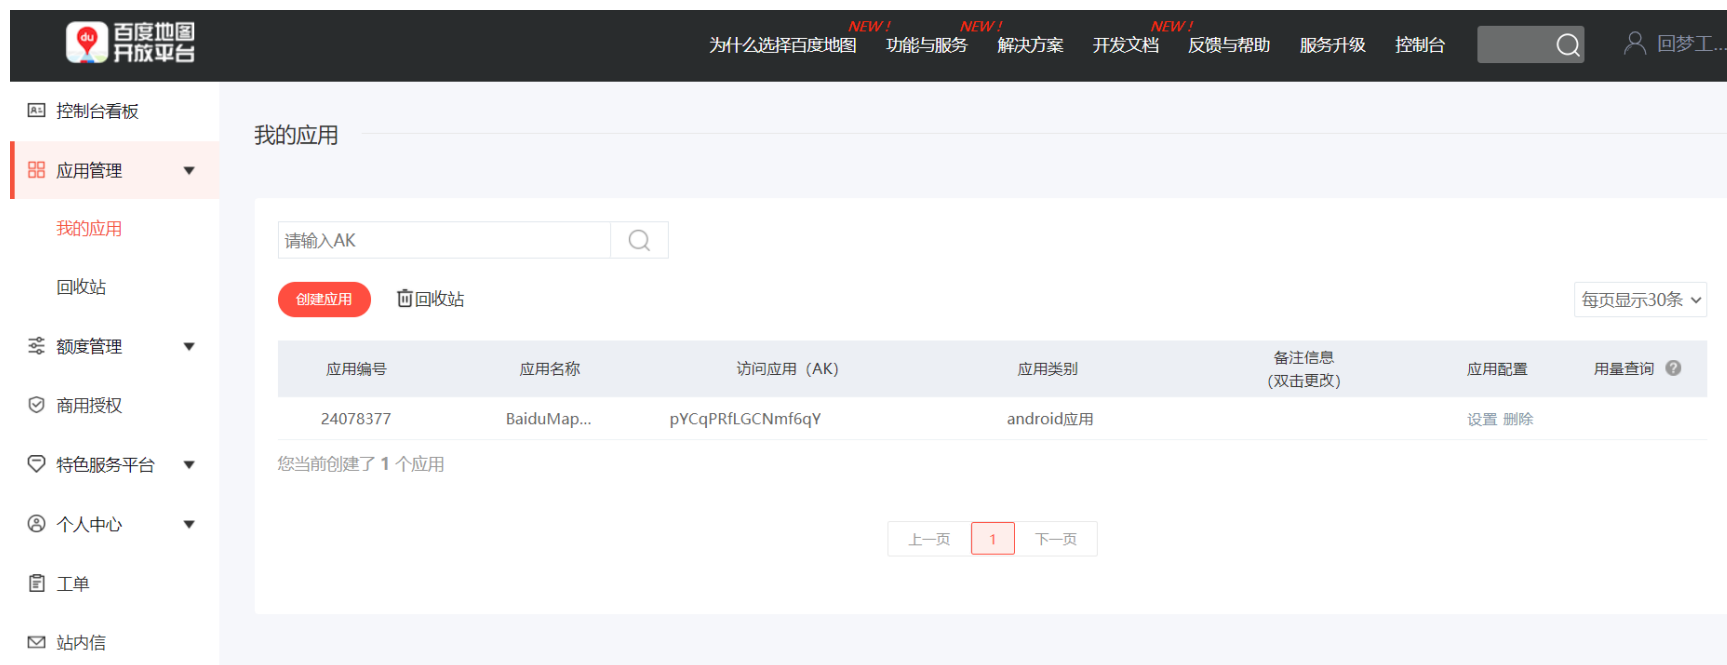 百度地图
开放平台
NEW !
NEW !
NEW !
为什么选择百度地图 功能与服务 解决方案 开发文档 反馈与帮助 服务升级 控制台 回梦工...
控制台看板
应用管理
我的应用
回收站
额度管理
商用授权
特色服务平台
个人中心
工单
站内信
我的应用
请输入AK
创建应用 回收站 每页显示30条
应用编号 应用名称 访问应用（AK） 应用类别 备注信息 应用配置 用量查询 ?
(双击更改)
24078377 BaiduMap... pYCqPRfLGCNmf6qY android应用 设置 删除
您当前创建了 1 个应用
上一页 1 下一页